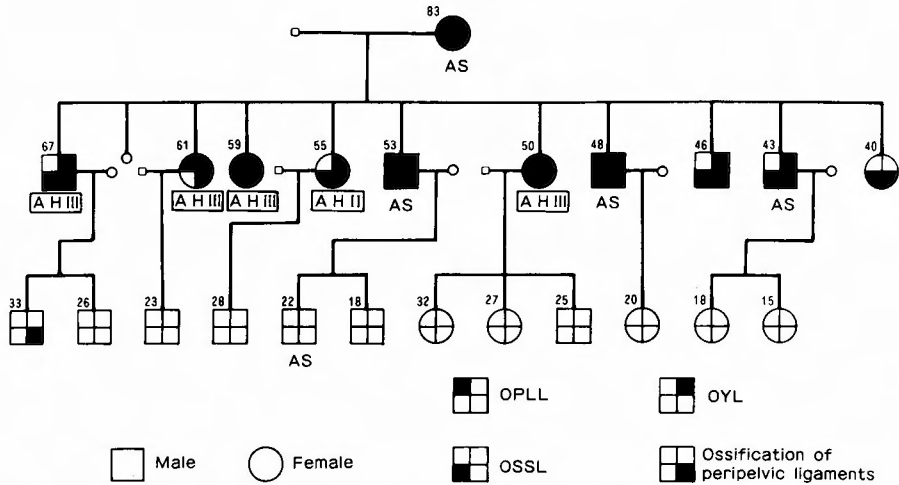 83
AS
67 61 59 55 53 50 48 46 43 40
A H III A H III A H III A H II AS A H III AS AS
33 26 23 28 22 18 32 27 25 20 18 15
AS
OPLL OYL
Male Female OSSL Ossification of
peripelvic ligaments